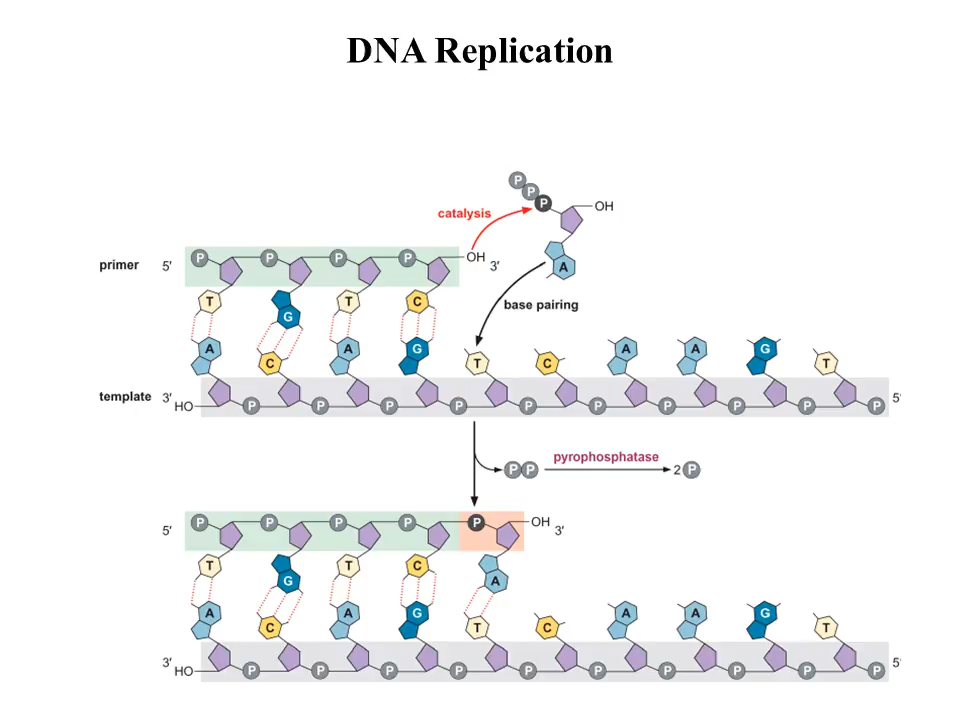 DNA Replication
P
P
P
OH
catalysis
A
primer 5' P P P P OH 3'
base pairing
T G T C
A C A G T C A A G T
template 3' HO P P P P P P P P P P 5'
P P pyrophosphatase 2 P
5' P P P P P OH 3'
T G T C A
A C A G T C A A G T
3' HO P P P P P P P P P P 5'